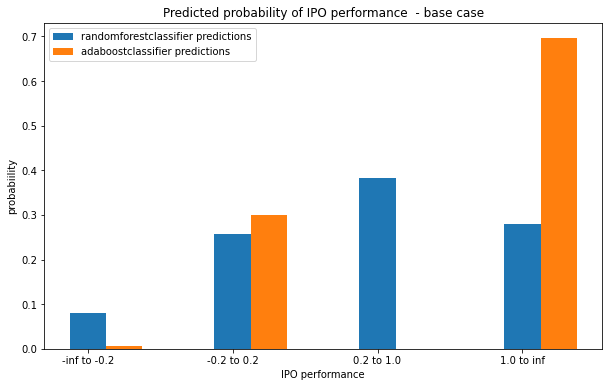 Predicted probability of IPO performance - base case
randomforestclassifier predictions
adaboostclassifier predictions
probability
0.7
0.6
0.5
0.4
0.3
0.2
0.1
0.0
-inf to -0.2
-0.2 to 0.2
0.2 to 1.0
1.0 to inf
IPO performance